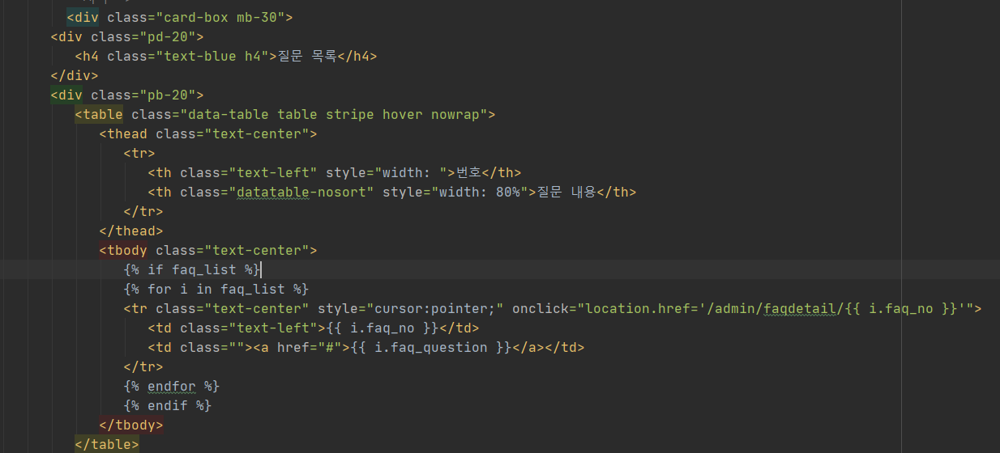 <div class="card-box mb-30">
<div class="pd-20">
<h4 class="text-blue h4">질문 목록</h4>
</div>
<div class="pb-20">
<table class="data-table table stripe hover nowrap">
<thead class="text-center">
<tr>
<th class="text-left" style="width: ">번호</th>
<th class="datatable-nosort" style="width: 80%">질문 내용</th>
</tr>
</thead>
<tbody class="text-center">
{% if faq_list %}
{% for i in faq_list %}
<tr class="text-center" style="cursor:pointer;" onclick="location.href='/admin/faqdetail/{{ i.faq_no }}'">
<td class="text-left">{{ i.faq_no }}</td>
<td class=""><a href="#">{{ i.faq_question }}</a></td>
</tr>
{% endfor %}
{% endif %}
</tbody>
</table>